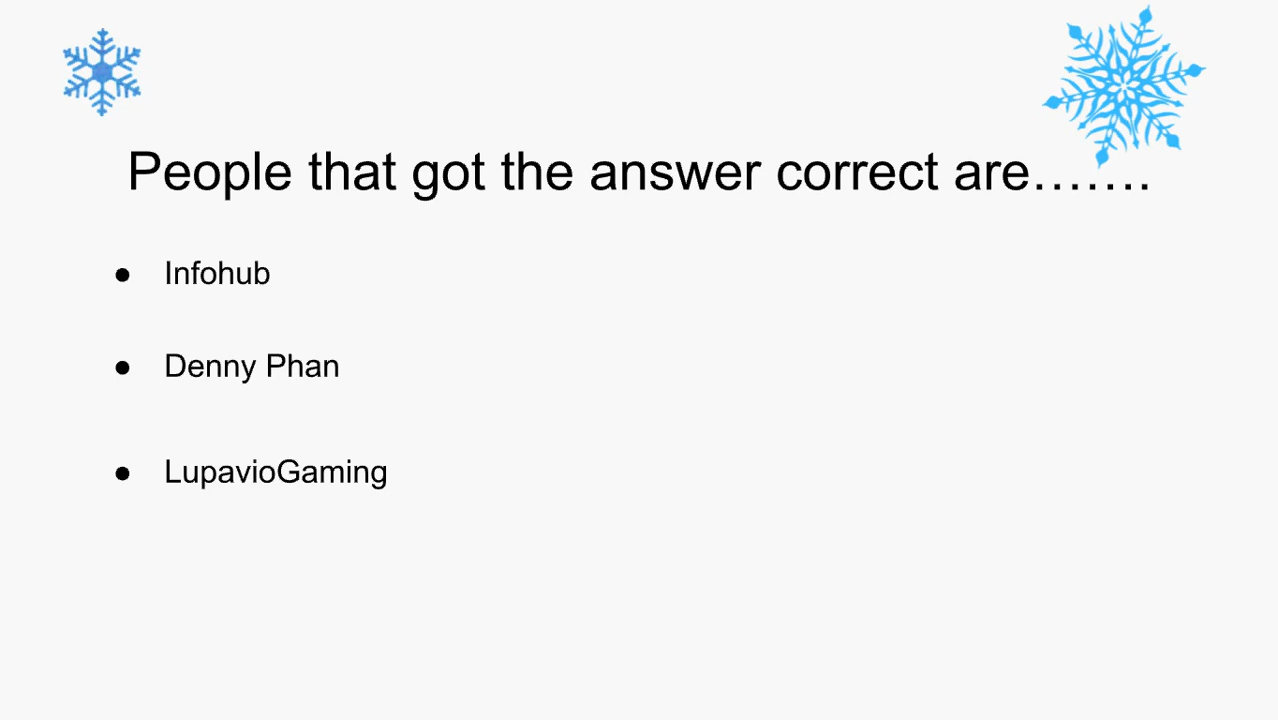 People that got the answer correct are…….
● Infohub
● Denny Phan
● LupavioGaming